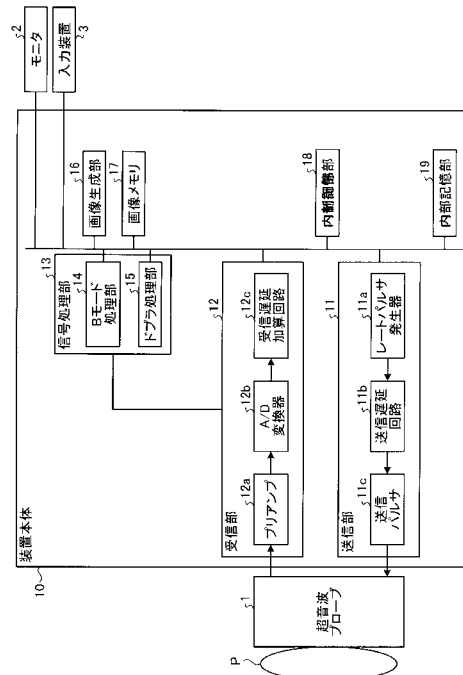 装置本体
10
P
1
超音波
プローブ
受信部
12
12a
プリアンプ
12b
A/D
変換器
12c
受信遅延
加算回路
送信部
11
11c
送信
パルサ
11b
送信遅延
回路
11a
レートパルサ
発生器
信号処理部
13
14
Bモード
処理部
15
ドプラ処理部
16
画像生成部
17
画像メモリ
18
19
内部記憶部
2
モニタ
3
入力装置